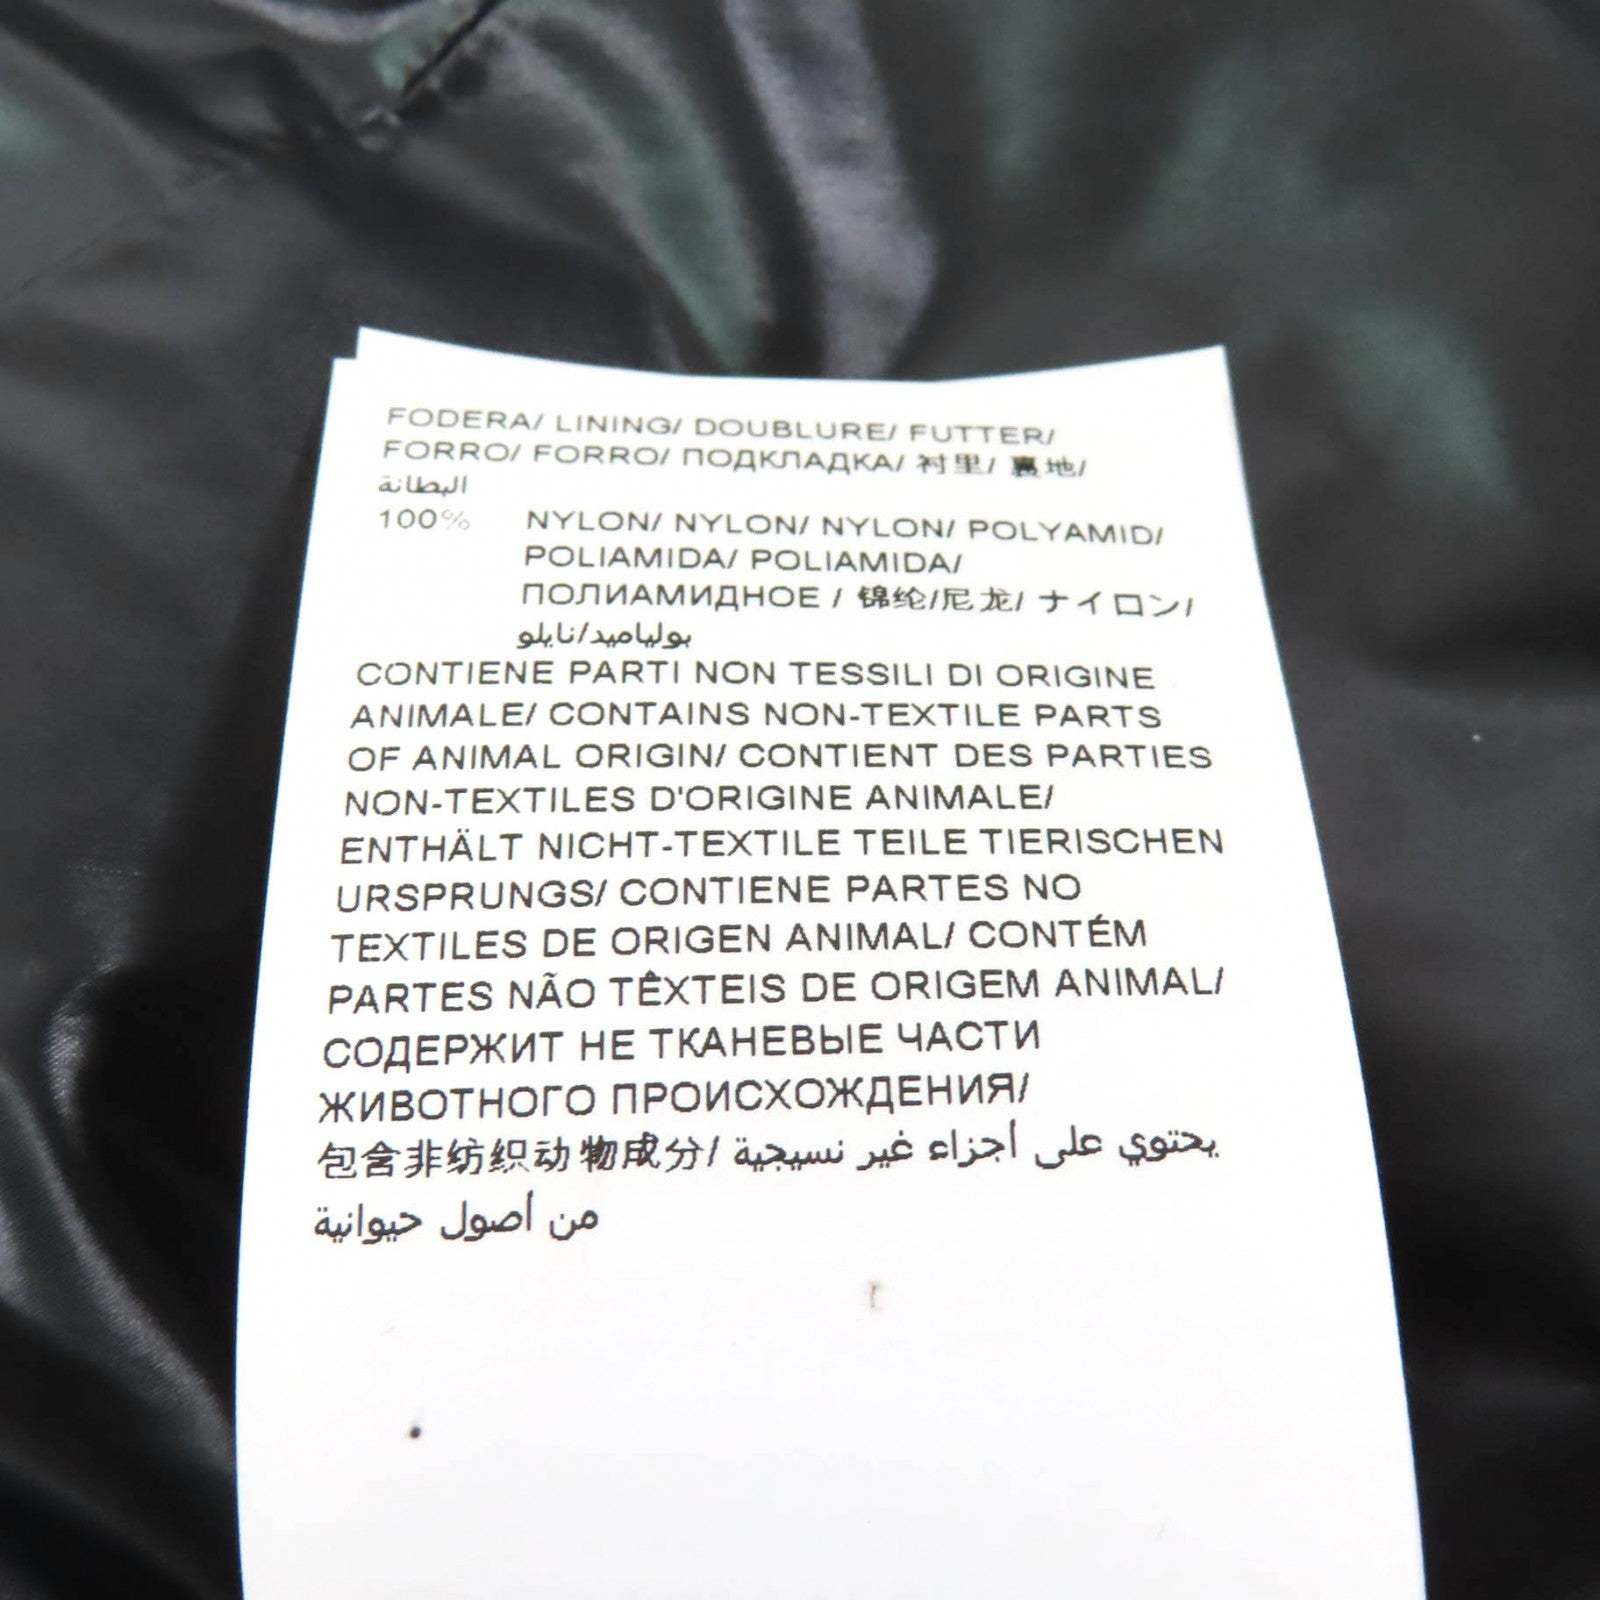 FODERA/ LINING/ DOUBLURE/ FUTTER/
FORRO/ FORRO/ ПОДКЛАДКА/ 衬里/ 裏地/
البطانة
100% NYLON/ NYLON/ NYLON/ POLYAMID/
POLIAMIDA/ POLIAMIDA/
ПОЛИАМИДНОЕ / 锦纶/尼龙/ ナイロン/
بولياميد/نايلو
CONTIENE PARTI NON TESSILI DI ORIGINE
ANIMALE/ CONTAINS NON-TEXTILE PARTS
OF ANIMAL ORIGIN/ CONTIENT DES PARTIES
NON-TEXTILES D'ORIGINE ANIMALE/
ENTHÄLT NICHT-TEXTILE TEILE TIERISCHEN
URSPRUNGS/ CONTIENE PARTES NO
TEXTILES DE ORIGEN ANIMAL/ CONTÉM
PARTES NÃO TÊXTEIS DE ORIGEM ANIMAL/
СОДЕРЖИТ НЕ ТКАНЕВЫЕ ЧАСТИ
ЖИВОТНОГО ПРОИСХОЖДЕНИЯ/
包含非纺织动物成分/ يحتوي على أجزاء غير نسيجية
من أصول حيوانية